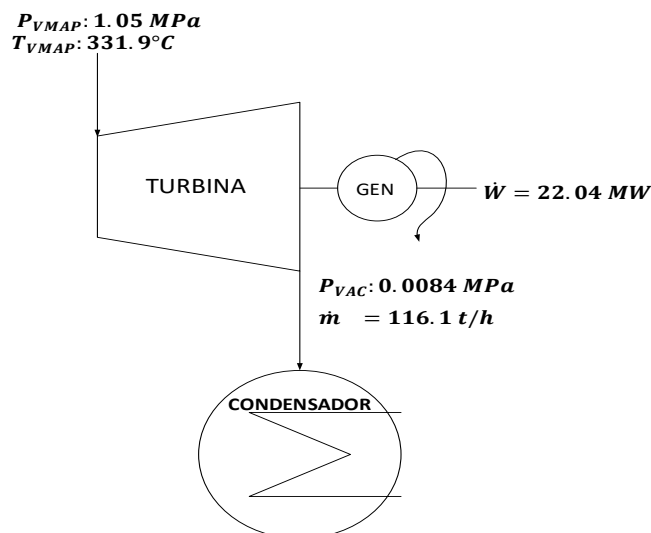 P_VMAP: 1.05 MPa
T_VMAP: 331.9°C
TURBINA
GEN
Ẇ = 22.04 MW
P_VAC: 0.0084 MPa
ṁ = 116.1 t/h
CONDENSADOR